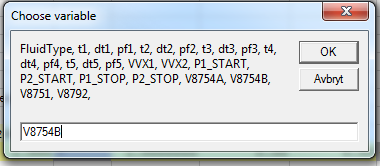 Choose variable
FluidType, t1, dt1, pf1, t2, dt2, pf2, t3, dt3, pf3, t4,
dt4, pf4, t5, dt5, pf5, VVX1, VVX2, P1_START,
P2_START, P1_STOP, P2_STOP, V8754A, V8754B,
V8751, V8792,
OK
Avbryt
V8754B